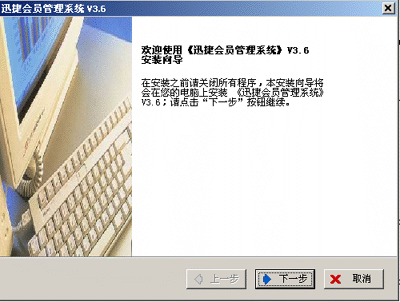 迅捷会员管理系统 V3.6
欢迎使用《迅捷会员管理系统》V3.6
安装向导
在安装之前请关闭所有程序，本安装向导将
会在您的电脑上安装 《迅捷会员管理系统》
V3.6；请点击“下一步”按钮继续。
上一步 下一步 取消